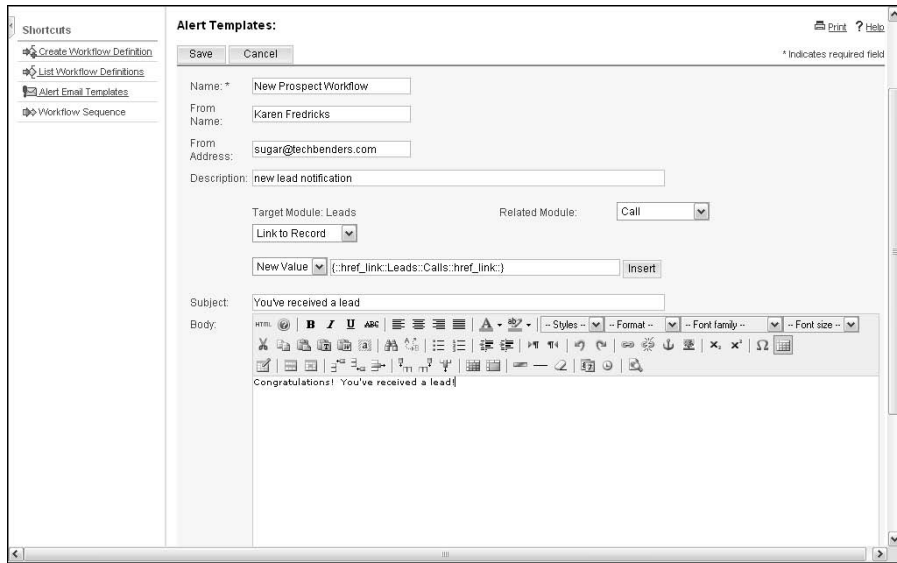 Shortcuts
Create Workflow Definition
List Workflow Definitions
Alert Email Templates
Workflow Sequence
Alert Templates:
Print ? Help
Save Cancel
* Indicates required field
Name: * New Prospect Workflow
From Name: Karen Fredricks
From Address: sugar@techbenders.com
Description: new lead notification
Target Module: Leads Related Module: Call
Link to Record
New Value {::href_link::Leads::Calls::href_link::} Insert
Subject: You've received a lead
Body: HTML B I U ABC A ab -- Styles -- -- Format -- -- Font family -- -- Font size --
Congratulations! You've received a lead!